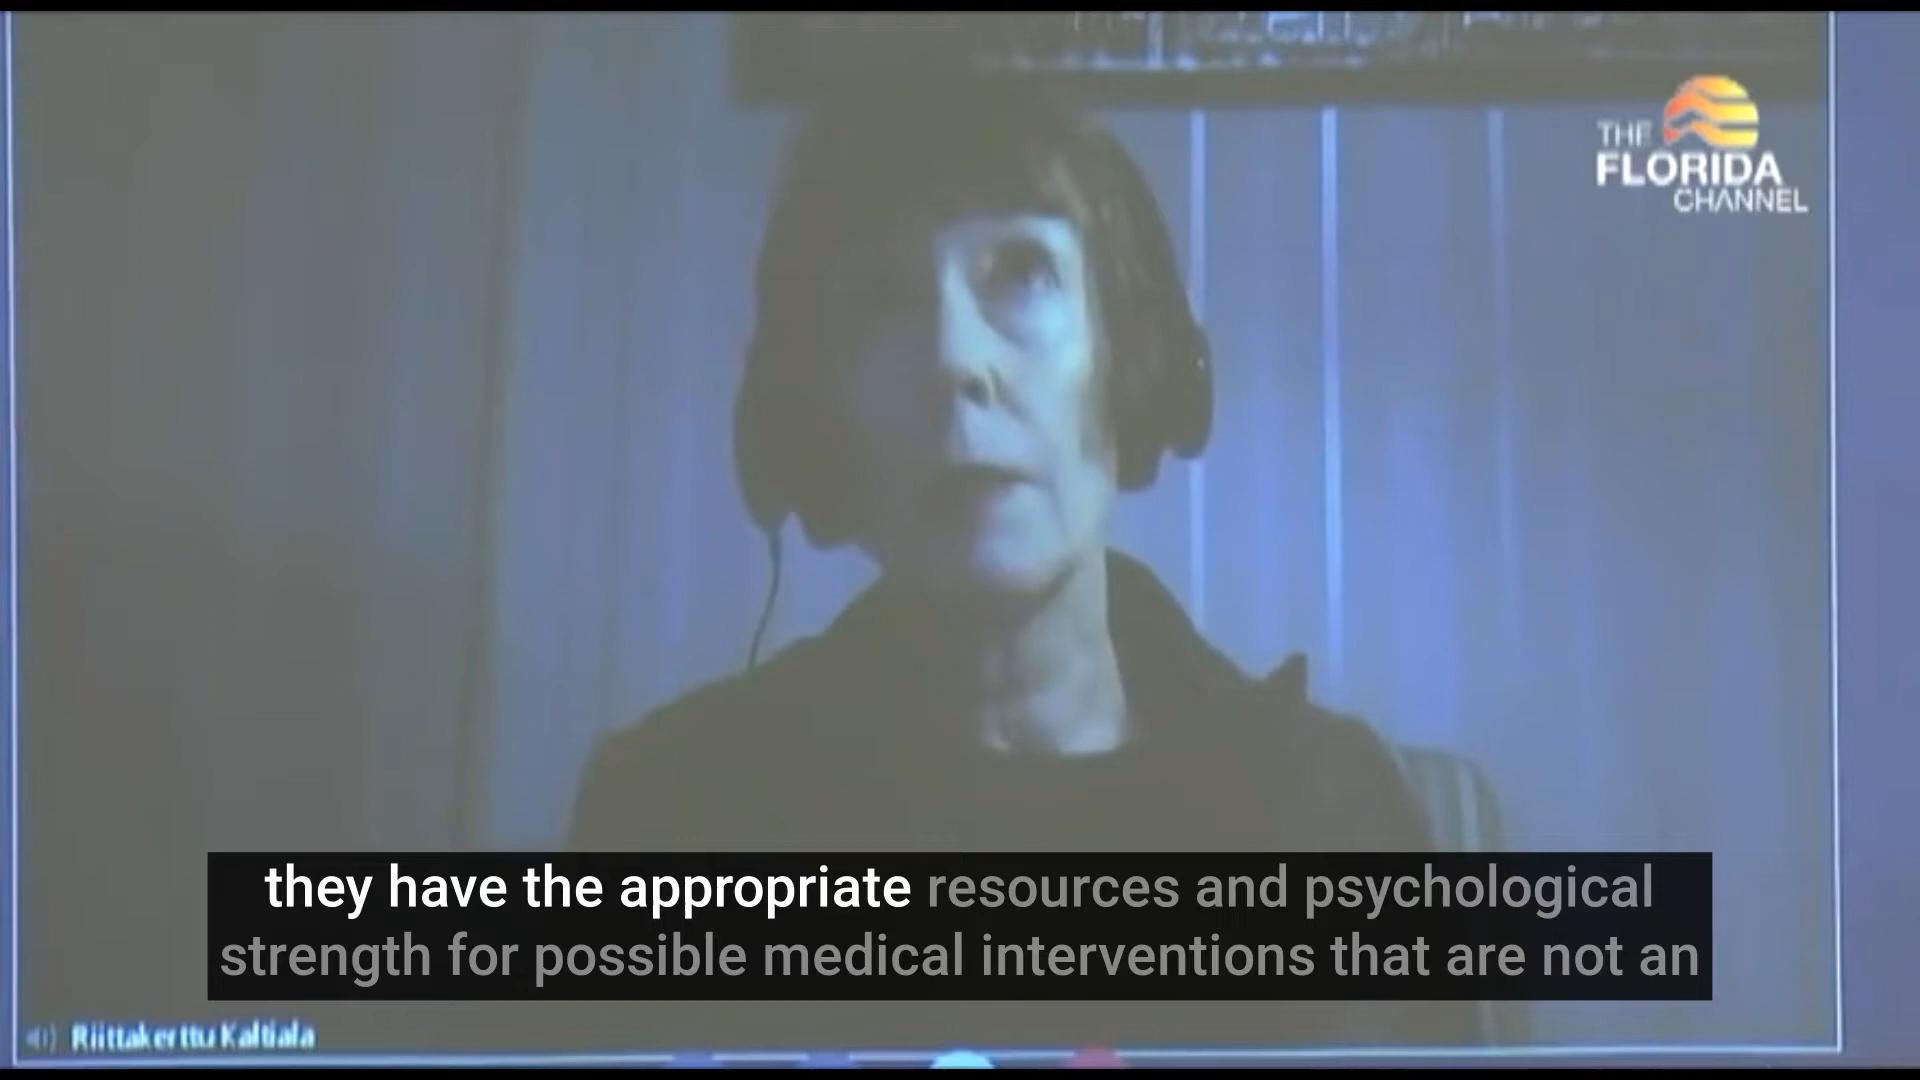 THE
FLORIDA
CHANNEL
they have the appropriate resources and psychological
strength for possible medical interventions that are not an
Riittakerttu Kaltiala